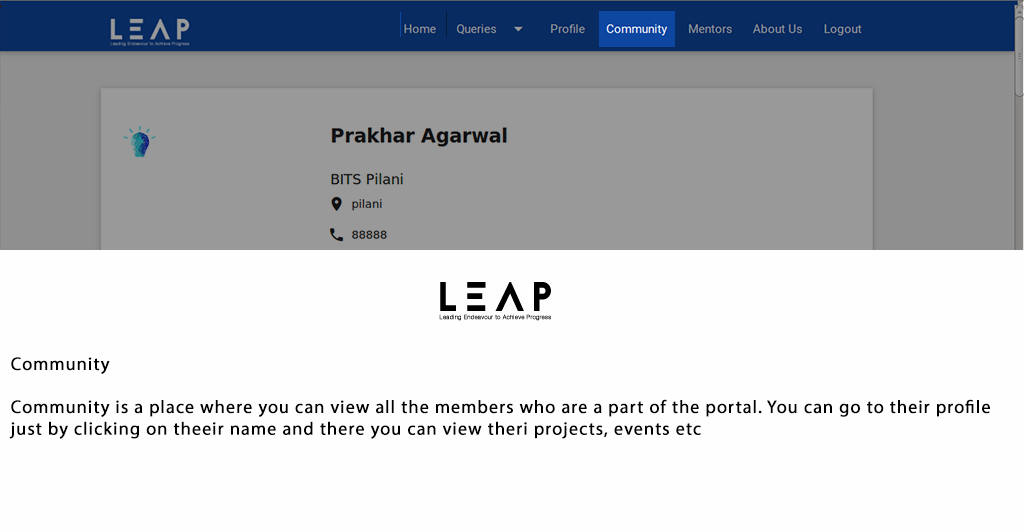 LEAP
Leading Endeavour to Achieve Progress
Home Queries Profile Community Mentors About Us Logout
Prakhar Agarwal
BITS Pilani
pilani
88888
LEAP
Leading Endeavour to Achieve Progress
Community
Community is a place where you can view all the members who are a part of the portal. You can go to their profile
just by clicking on theeir name and there you can view theri projects, events etc